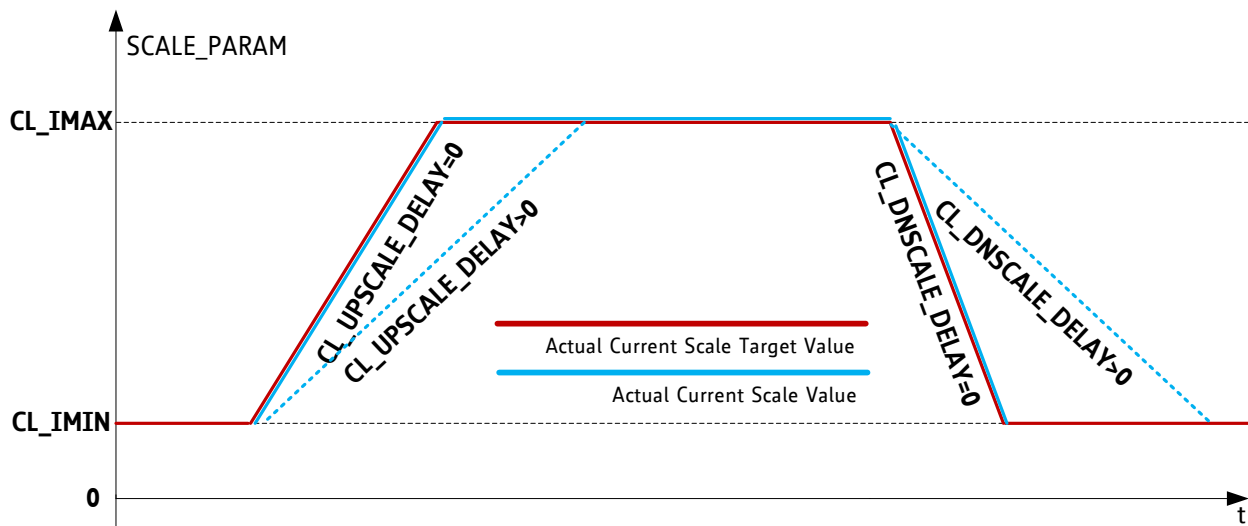 SCALE_PARAM
CL_IMAX
CL_UPSCALE_DELAY=0
CL_UPSCALE_DELAY>0
CL_DNSCALE_DELAY=0
CL_DNSCALE_DELAY>0
Actual Current Scale Target Value
Actual Current Scale Value
CL_IMIN
0
t